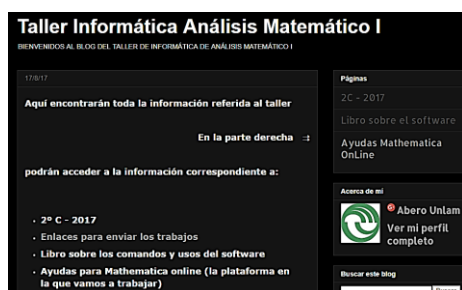 Taller Informática Análisis Matemático I
BIENVENIDOS AL BLOG DEL TALLER DE INFORMÁTICA DE ANÁLISIS MATEMÁTICO I
17/8/17
Aquí encontrarán toda la información referida al taller
En la parte derecha
podrán acceder a la información correspondiente a:
2º C - 2017
Enlaces para enviar los trabajos
Libro sobre los comandos y usos del software
Ayudas para Mathematica online (la plataforma en
la que vamos a trabajar)
Páginas
2C - 2017
Libro sobre el software
Ayudas Mathematica
OnLine
Acerca de mí
Abero Unlam
Ver mi perfil
completo
Buscar este blog